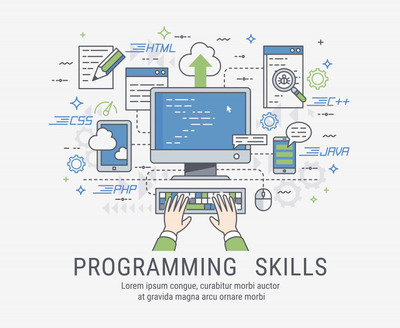 HTML
C++
CSS
JAVA
PHP
PROGRAMMING SKILLS
Lorem ipsum congue, curabitur morbi auctor
at gravida magna arcu ornare morbi